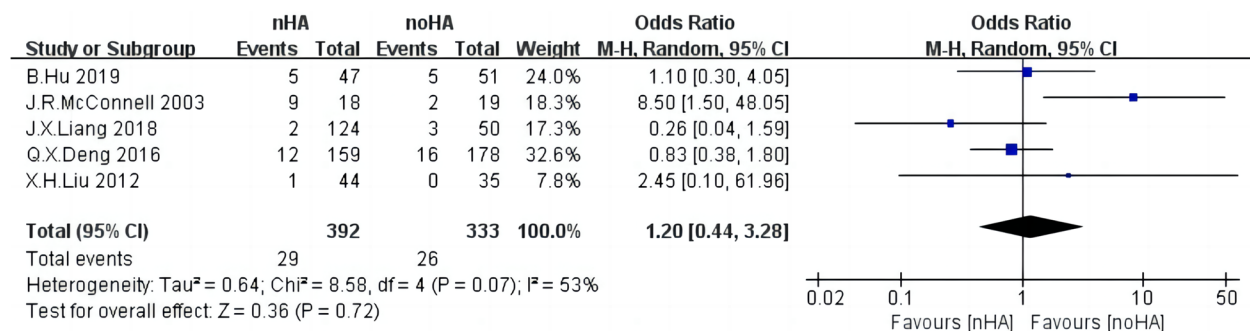 nHA noHA Odds Ratio Odds Ratio
Study or Subgroup Events Total Events Total Weight M-H, Random, 95% CI M-H, Random, 95% CI
B.Hu 2019 5 47 5 51 24.0% 1.10 [0.30, 4.05]
J.R.McConnell 2003 9 18 2 19 18.3% 8.50 [1.50, 48.05]
J.X.Liang 2018 2 124 3 50 17.3% 0.26 [0.04, 1.59]
Q.X.Deng 2016 12 159 16 178 32.6% 0.83 [0.38, 1.80]
X.H.Liu 2012 1 44 0 35 7.8% 2.45 [0.10, 61.96]
Total (95% CI) 392 333 100.0% 1.20 [0.44, 3.28]
Total events 29 26
Heterogeneity: Tau² = 0.64; Chi² = 8.58, df = 4 (P = 0.07); I² = 53%
Test for overall effect: Z = 0.36 (P = 0.72)
0.02 0.1 1 10 50
Favours [nHA] Favours [noHA]